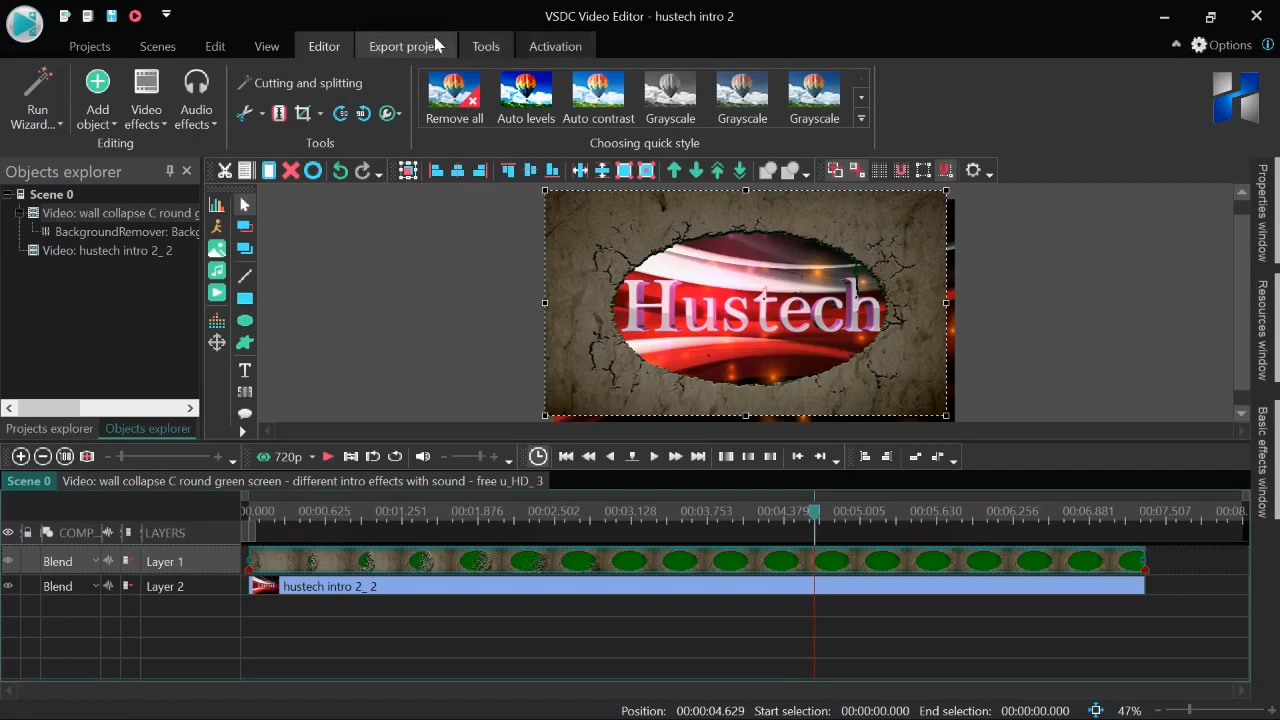 VSDC Video Editor - hustech intro 2
Projects Scenes Edit View Editor Export project Tools Activation Options
Run Wizard...
Add object
Video effects
Audio effects
Editing
Cutting and splitting
Tools
Remove all Auto levels Auto contrast Grayscale Grayscale Grayscale
Choosing quick style
Objects explorer
Scene 0
Video: wall collapse C round g
BackgroundRemover: Backg
Video: hustech intro 2_ 2
Projects explorer Objects explorer
Hustech
Properties window
Resources window
Basic effects window
720p
Scene 0 Video: wall collapse C round green screen - different intro effects with sound - free u_HD_ 3
00.000 00:00.625 00:01.251 00:01.876 00:02.502 00:03.128 00:03.753 00:04.379 00:05.005 00:05.630 00:06.256 00:06.881 00:07.507 00:08.
COMP... LAYERS
Blend Layer 1
Blend Layer 2 hustech intro 2_ 2
Position: 00:00:04.629 Start selection: 00:00:00.000 End selection: 00:00:00.000 47%